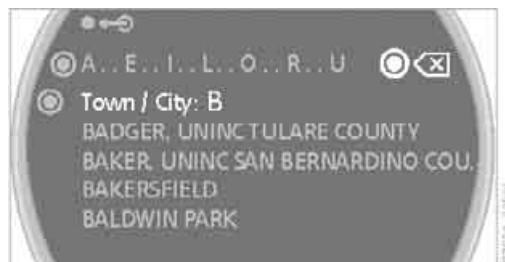 A..E..I..L..O..R..U
Town / City: B
BADGER, UNINC TULARE COUNTY
BAKER, UNINC SAN BERNARDINO COU.
BAKERSFIELD
BALDWIN PARK